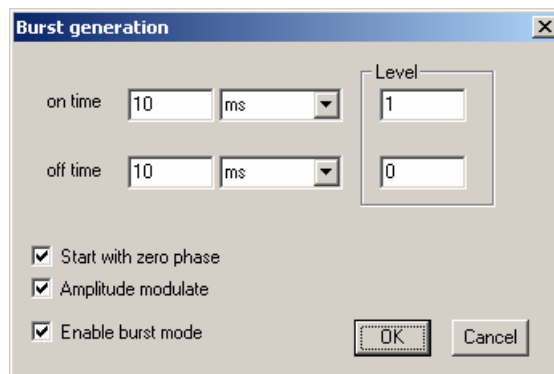 Burst generation
Level
on time 10 ms 1
off time 10 ms 0
Start with zero phase
Amplitude modulate
Enable burst mode
OK Cancel